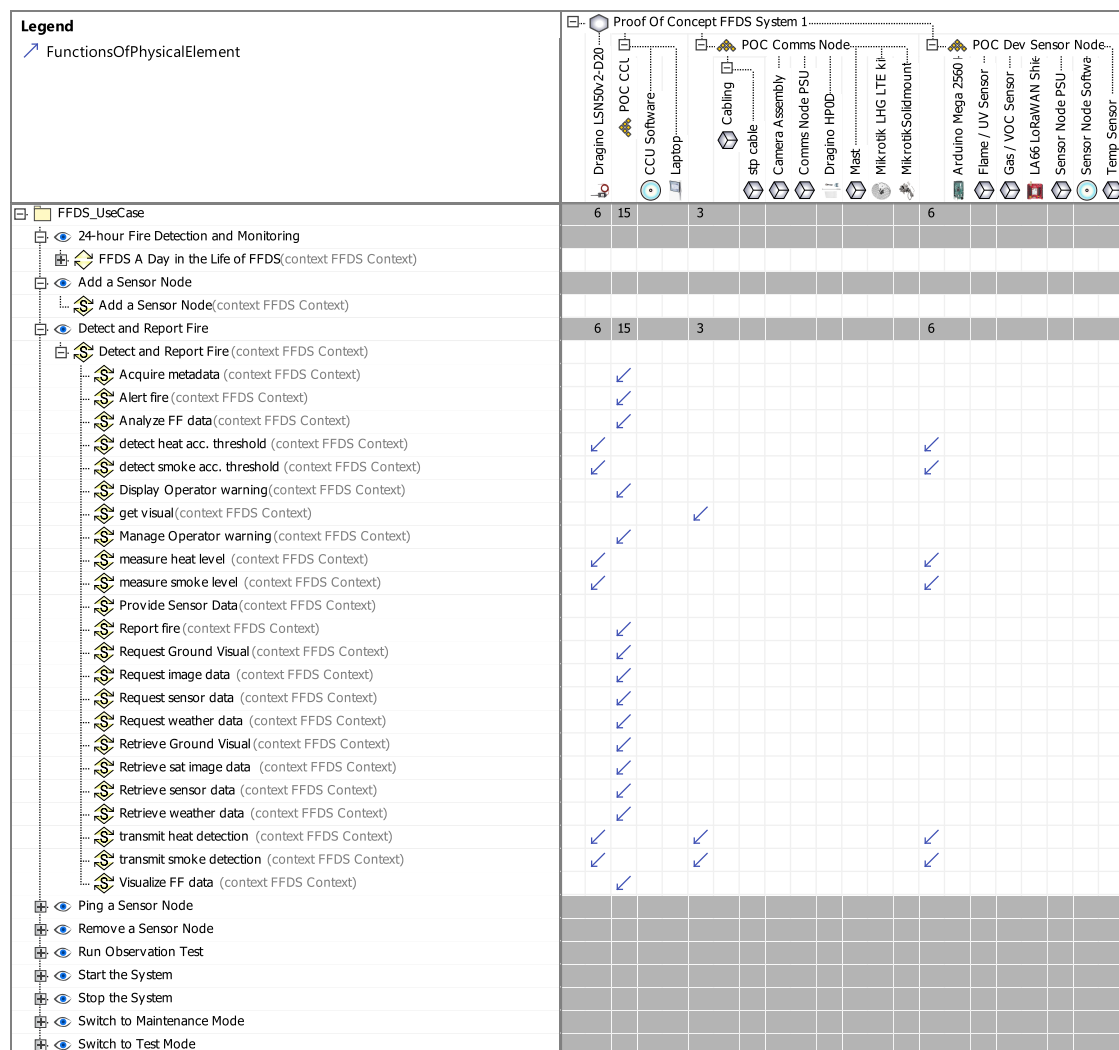 Legend
FunctionsOfPhysicalElement
Proof Of Concept FFDS System 1
POC Comms Node
POC Dev Sensor Node
Dragino LSN50v2-D20
POC CCU
CCU Software
Laptop
Cabling
stp cable
Camera Assembly
Comms Node PSU
Dragino HP0D
Mast
Mikrotik LHG LTE kit
MikrotikSolidmount
Arduino Mega 2560
Flame / UV Sensor
Gas / VOC Sensor
LA66 LoRaWAN Shie
Sensor Node PSU
Sensor Node Softwa
Temp Sensor
FFDS_UseCase 6 15 3 6
24-hour Fire Detection and Monitoring
FFDS A Day in the Life of FFDS(context FFDS Context)
Add a Sensor Node
Add a Sensor Node(context FFDS Context)
Detect and Report Fire 6 15 3 6
Detect and Report Fire (context FFDS Context)
Acquire metadata (context FFDS Context)
Alert fire (context FFDS Context)
Analyze FF data(context FFDS Context)
detect heat acc. threshold (context FFDS Context)
detect smoke acc. threshold (context FFDS Context)
Display Operator warning(context FFDS Context)
get visual(context FFDS Context)
Manage Operator warning (context FFDS Context)
measure heat level (context FFDS Context)
measure smoke level (context FFDS Context)
Provide Sensor Data(context FFDS Context)
Report fire (context FFDS Context)
Request Ground Visual (context FFDS Context)
Request image data (context FFDS Context)
Request sensor data (context FFDS Context)
Request weather data (context FFDS Context)
Retrieve Ground Visual (context FFDS Context)
Retrieve sat image data (context FFDS Context)
Retrieve sensor data (context FFDS Context)
Retrieve weather data (context FFDS Context)
transmit heat detection (context FFDS Context)
transmit smoke detection (context FFDS Context)
Visualize FF data (context FFDS Context)
Ping a Sensor Node
Remove a Sensor Node
Run Observation Test
Start the System
Stop the System
Switch to Maintenance Mode
Switch to Test Mode